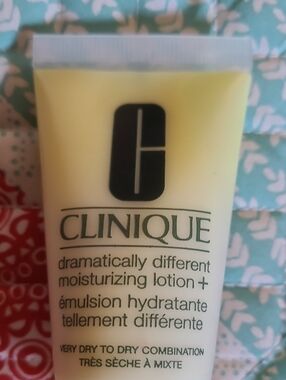 CLINIQUE
dramatically different
moisturizing lotion+
émulsion hydratante
tellement différente
VERY DRY TO DRY COMBINATION
TRÈS SÈCHE À MIXTE